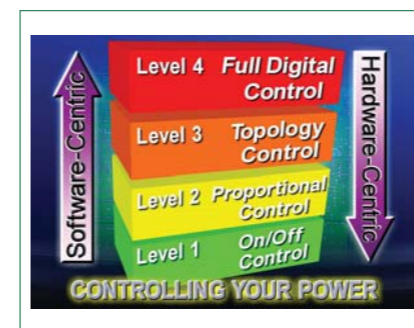 Software-Centric
Level 4 Full Digital
Control
Level 3 Topology
Control
Level 2 Proportional
Control
Level 1 On/Off
Control
Hardware-Centric
CONTROLLING YOUR POWER